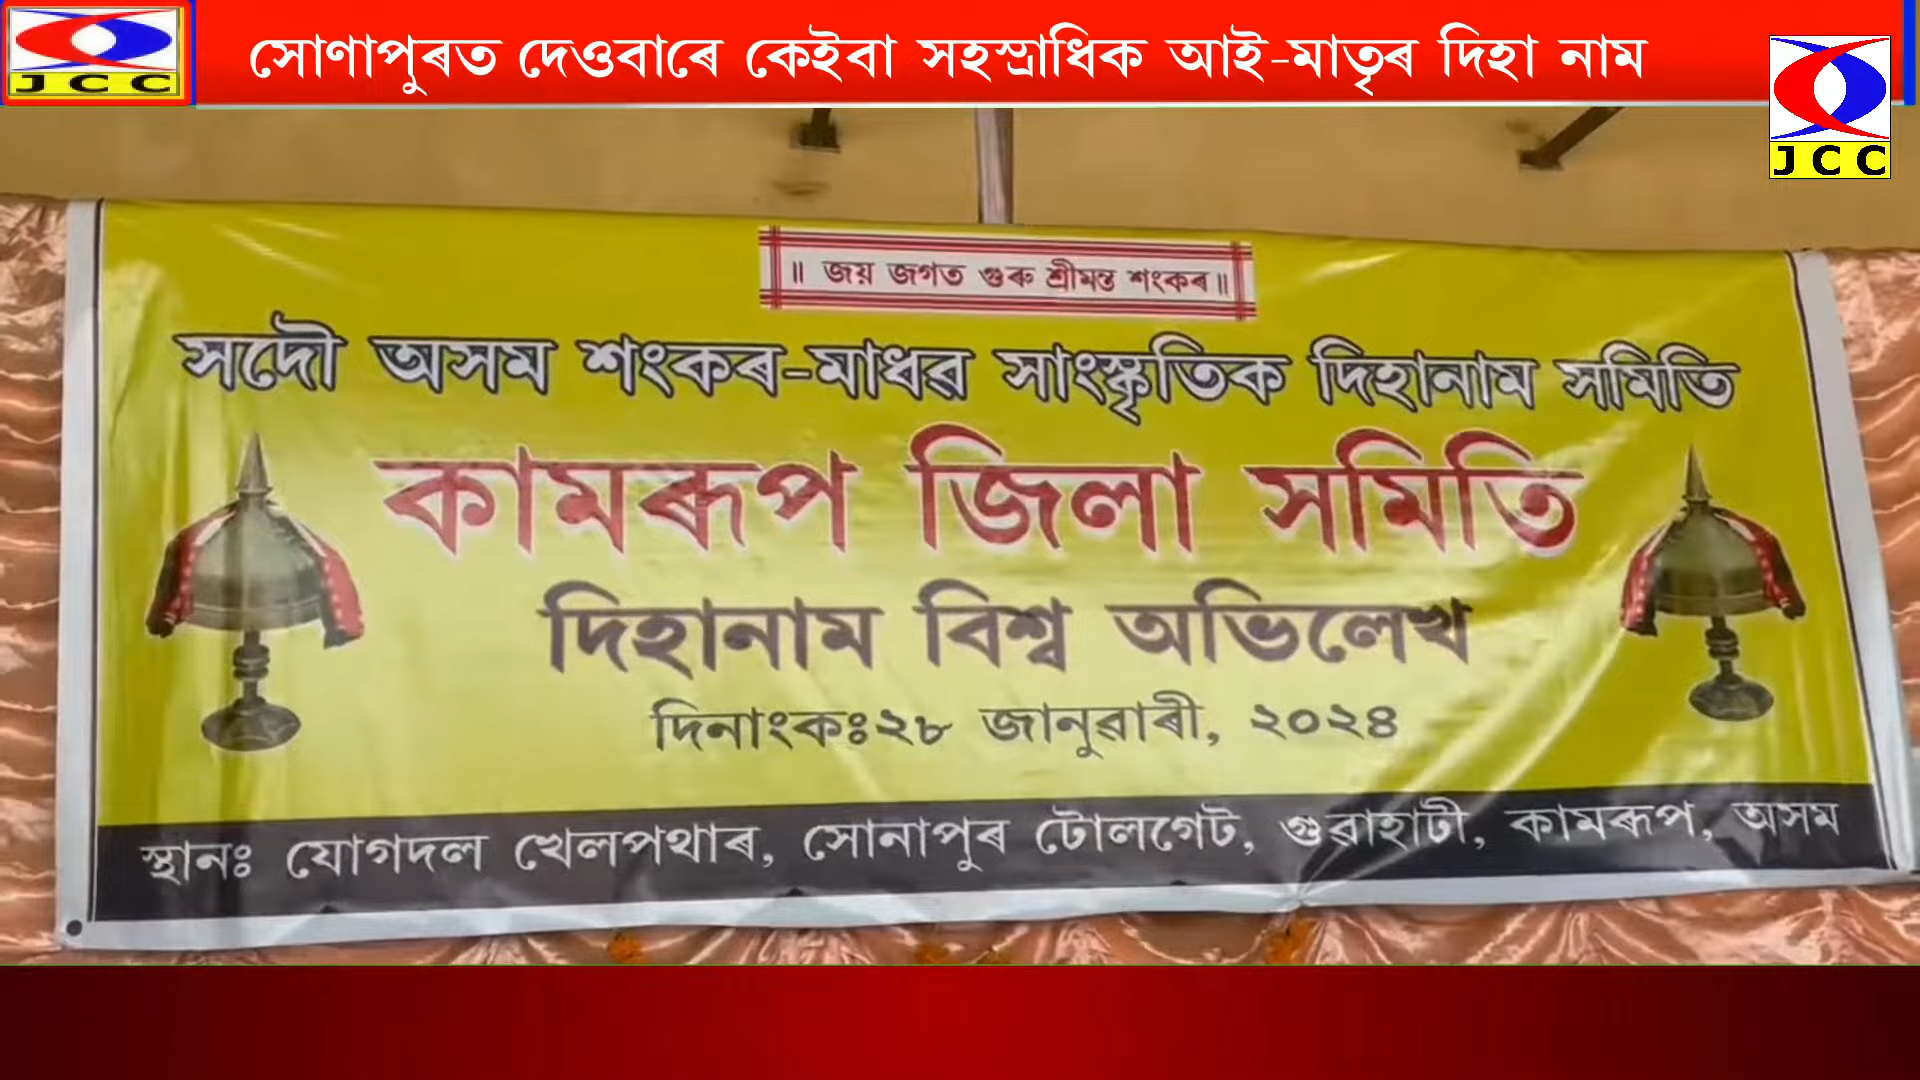 সোণাপুৰত দেওবাৰে কেইবা সহস্ৰাধিক আই-মাতৃৰ দিহা নাম
JCC
JCC
॥ জয় জগত গুৰু শ্ৰীমন্ত শংকৰ॥
সদৌ অসম শংকৰ-মাধৱ সাংস্কৃতিক দিহানাম সমিতি
কামৰূপ জিলা সমিতি
দিহানাম বিশ্ব অভিলেখ
দিনাংকঃ২৮ জানুৱাৰী, ২০২৪
স্থানঃ যোগদল খেলপথাৰ, সোনাপুৰ টোলগেট, গুৱাহাটী, কামৰূপ, অসম